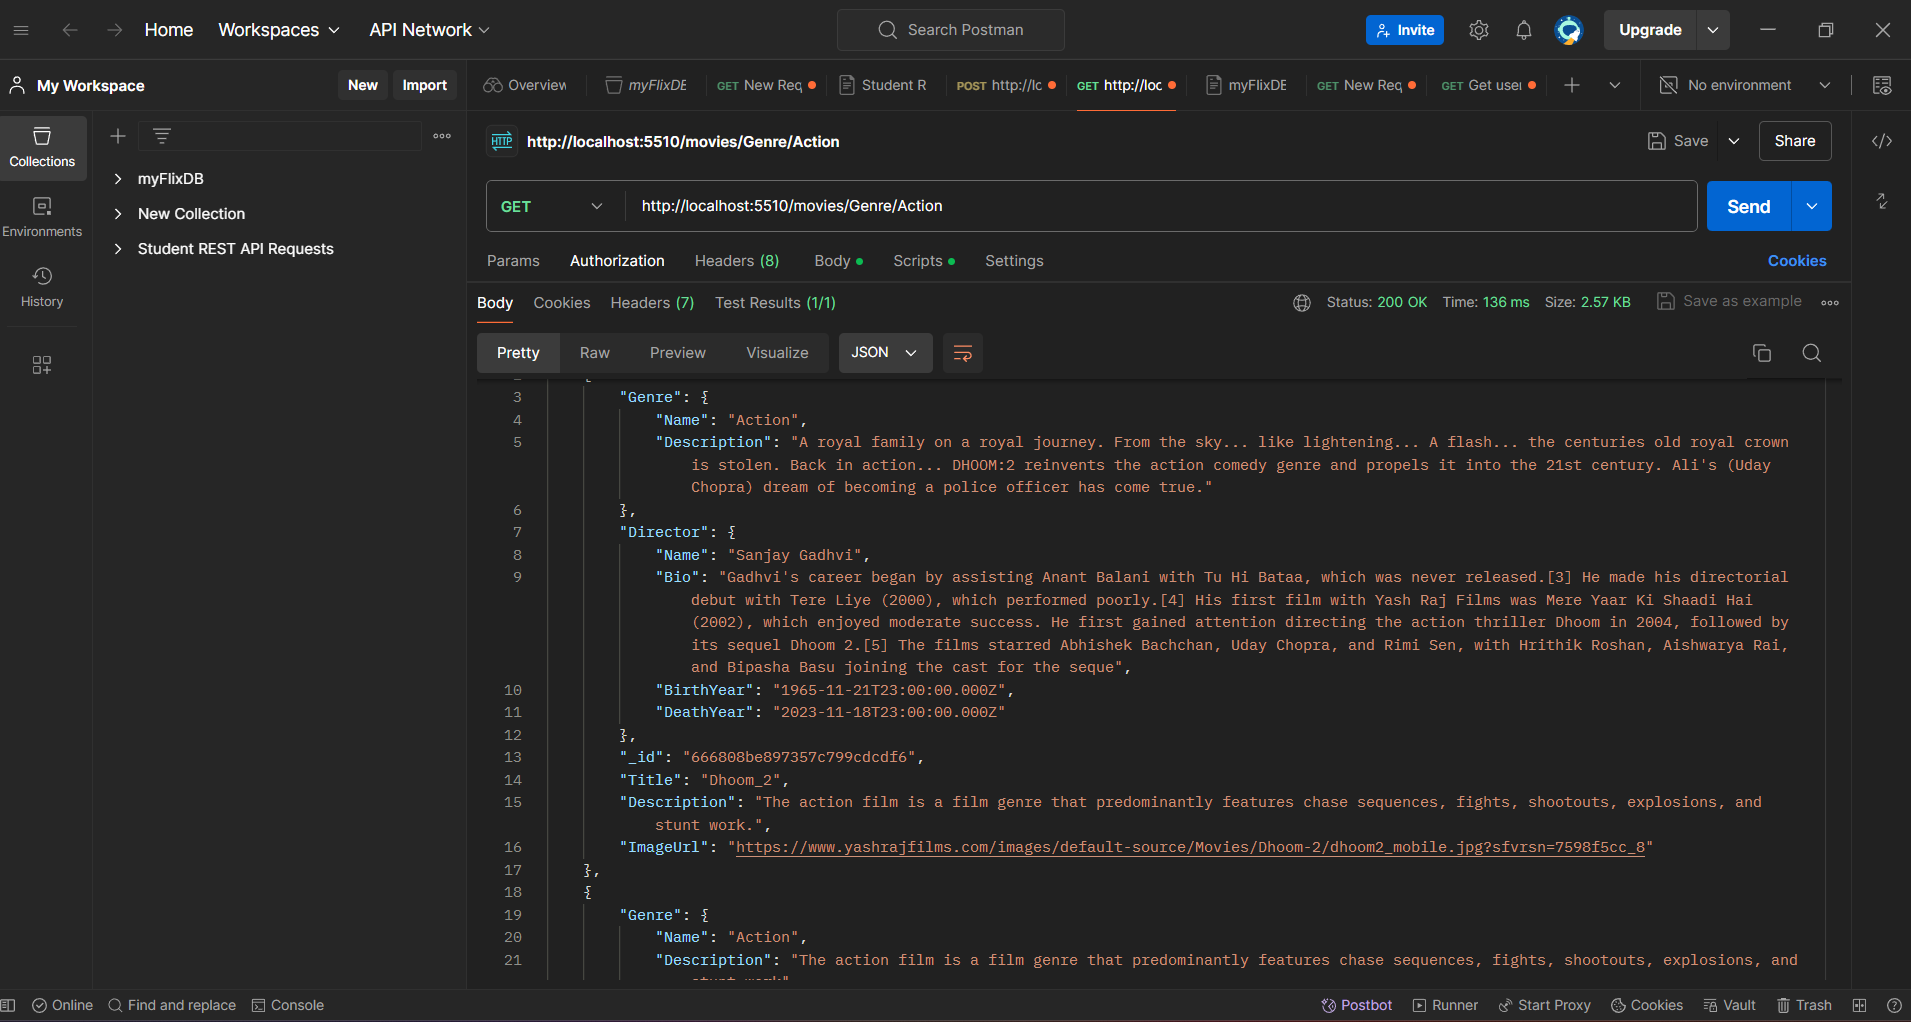 Home Workspaces API Network Search Postman Invite Upgrade
My Workspace New Import Overview myFlixDE GET New Req Student R POST http://lc GET http://loc myFlixDE GET New Req GET Get user No environment
Collections
Environments
History
myFlixDB
New Collection
Student REST API Requests
HTTP http://localhost:5510/movies/Genre/Action Save Share
GET http://localhost:5510/movies/Genre/Action Send
Params Authorization Headers (8) Body Scripts Settings Cookies
Body Cookies Headers (7) Test Results (1/1) Status: 200 OK Time: 136 ms Size: 2.57 KB Save as example
Pretty Raw Preview Visualize JSON
3 "Genre": {
4 "Name": "Action",
5 "Description": "A royal family on a royal journey. From the sky... like lightening... A flash... the centuries old royal crown
is stolen. Back in action... DHOOM:2 reinvents the action comedy genre and propels it into the 21st century. Ali's (Uday
Chopra) dream of becoming a police officer has come true."
6 },
7 "Director": {
8 "Name": "Sanjay Gadhvi",
9 "Bio": "Gadhvi's career began by assisting Anant Balani with Tu Hi Bataa, which was never released.[3] He made his directorial
debut with Tere Liye (2000), which performed poorly.[4] His first film with Yash Raj Films was Mere Yaar Ki Shaadi Hai
(2002), which enjoyed moderate success. He first gained attention directing the action thriller Dhoom in 2004, followed by
its sequel Dhoom 2.[5] The films starred Abhishek Bachchan, Uday Chopra, and Rimi Sen, with Hrithik Roshan, Aishwarya Rai,
and Bipasha Basu joining the cast for the seque",
10 "BirthYear": "1965-11-21T23:00:00.000Z",
11 "DeathYear": "2023-11-18T23:00:00.000Z"
12 },
13 "_id": "666808be897357c799cdcdf6",
14 "Title": "Dhoom_2",
15 "Description": "The action film is a film genre that predominantly features chase sequences, fights, shootouts, explosions, and
stunt work.",
16 "ImageUrl": "https://www.yashrajfilms.com/images/default-source/Movies/Dhoom-2/dhoom2_mobile.jpg?sfvrsn=7598f5cc_8"
17 },
18 {
19 "Genre": {
20 "Name": "Action",
21 "Description": "The action film is a film genre that predominantly features chase sequences, fights, shootouts, explosions, and
Online Find and replace Console Postbot Runner Start Proxy Cookies Vault Trash